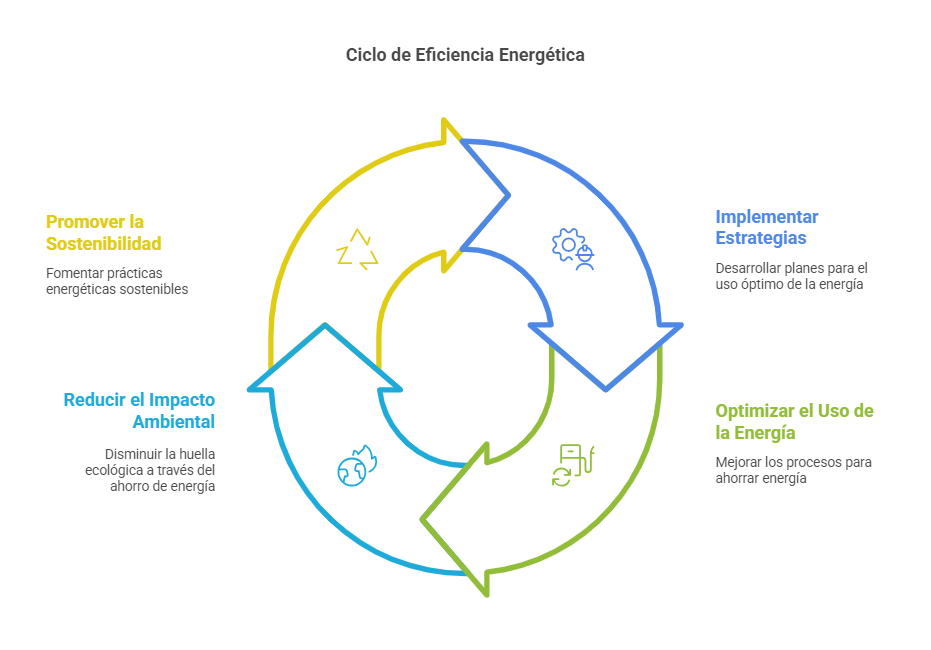 Ciclo de Eficiencia Energética
Promover la
Sostenibilidad
Fomentar prácticas
energéticas sostenibles
Implementar
Estrategias
Desarrollar planes para el
uso óptimo de la energía
Reducir el Impacto
Ambiental
Disminuir la huella
ecológica a través del
ahorro de energía
Optimizar el Uso de
la Energía
Mejorar los procesos para
ahorrar energía